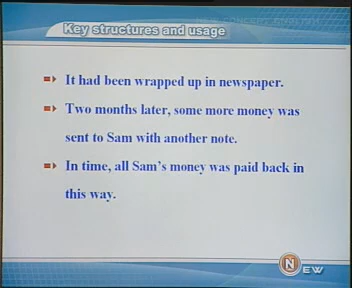 Key structures and usage
It had been wrapped up in newspaper.
Two months later, some more money was
sent to Sam with another note.
In time, all Sam's money was paid back in
this way.
NEW